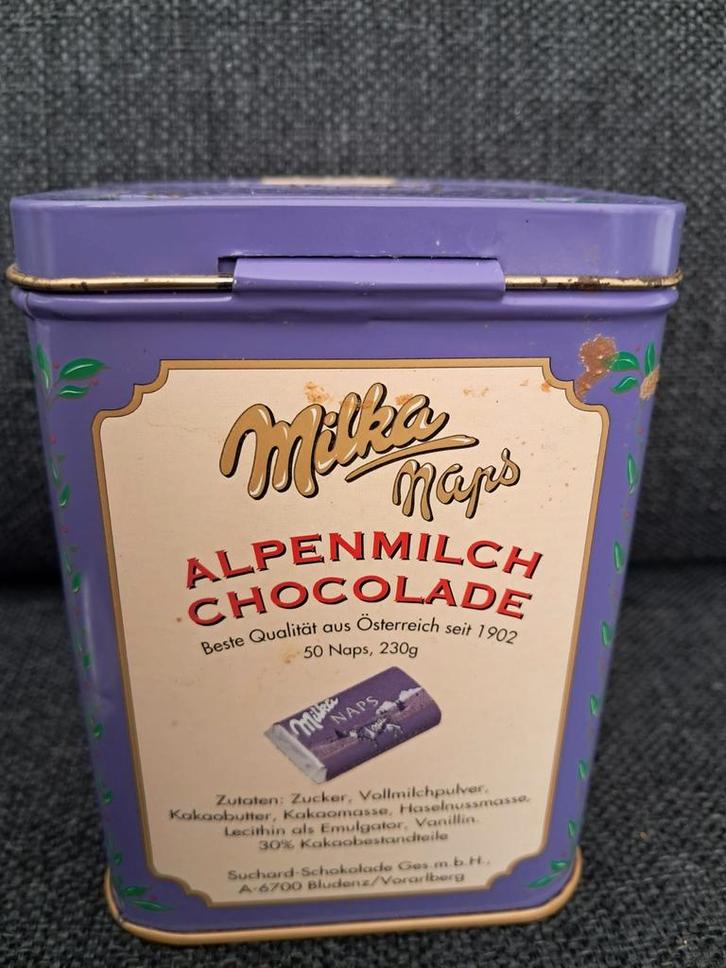 Milka
Naps
ALPENMILCH
CHOCOLADE
Beste Qualität aus Österreich seit 1902
50 Naps, 230g
Milka
NAPS
Zutaten: Zucker, Vollmilchpulver,
Kakaobutter, Kakaomasse, Haselnussmasse,
Lecithin als Emulgator, Vanillin.
30% Kakaobestandteile
Suchard-Schokolade Ges.m.b.H.,
A-6700 Bludenz/Vorarlberg